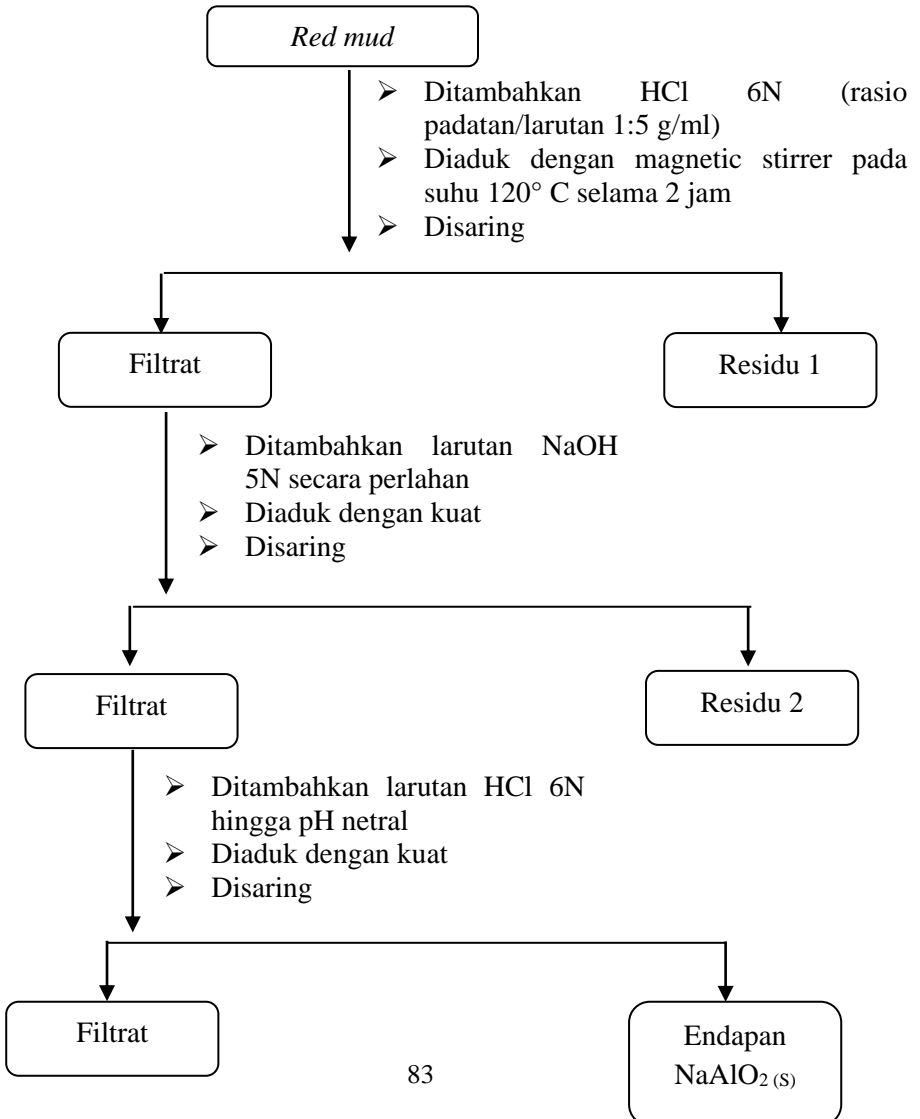 Red mud
➢ Ditambahkan HCl 6N (rasio
padatan/larutan 1:5 g/ml)
➢ Diaduk dengan magnetic stirrer pada
suhu 120° C selama 2 jam
➢ Disaring
Filtrat
Residu 1
➢ Ditambahkan larutan NaOH
5N secara perlahan
➢ Diaduk dengan kuat
➢ Disaring
Filtrat
Residu 2
➢ Ditambahkan larutan HCl 6N
hingga pH netral
➢ Diaduk dengan kuat
➢ Disaring
Filtrat
Endapan
NaAlO₂ (S)
83